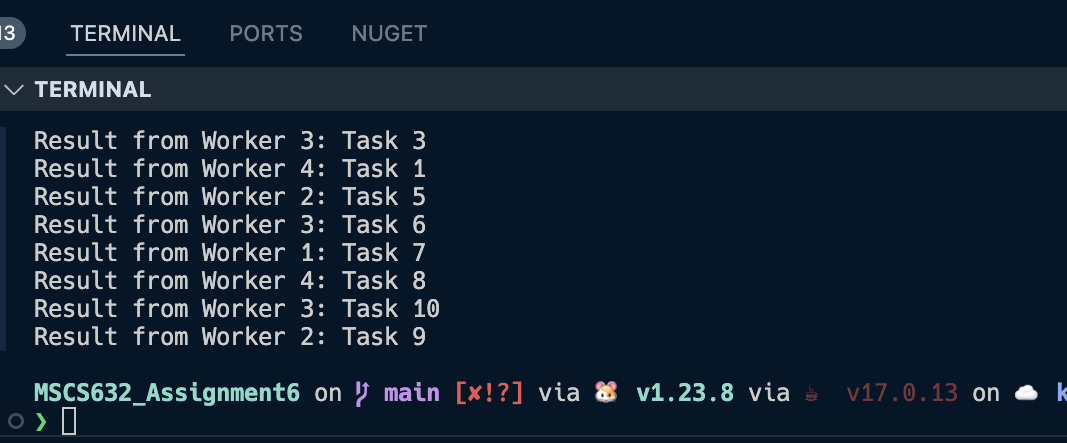 13 TERMINAL PORTS NUGET
TERMINAL
Result from Worker 3: Task 3
Result from Worker 4: Task 1
Result from Worker 2: Task 5
Result from Worker 3: Task 6
Result from Worker 1: Task 7
Result from Worker 4: Task 8
Result from Worker 3: Task 10
Result from Worker 2: Task 9
MSCS632_Assignment6 on main [✘!?] via 🐹 v1.23.8 via ☕ v17.0.13 on ☁️ k
❯